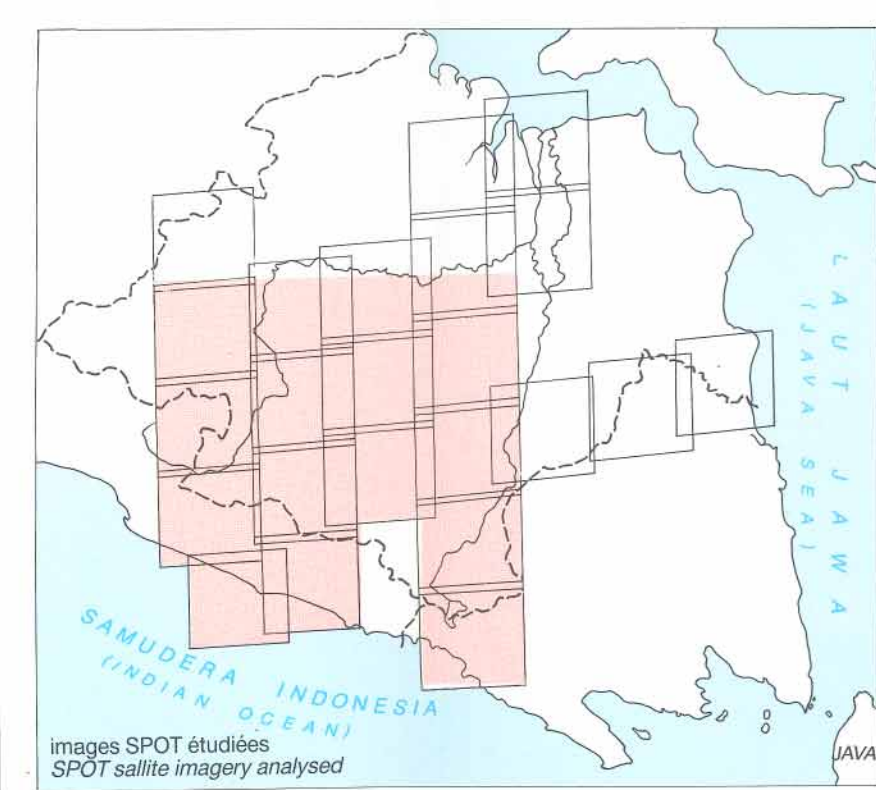 LAUT JAWA
(JAVA SEA)
SAMUDERA INDONESIA
(INDIAN OCEAN)
images SPOT étudiées
SPOT sallite imagery analysed
JAVA